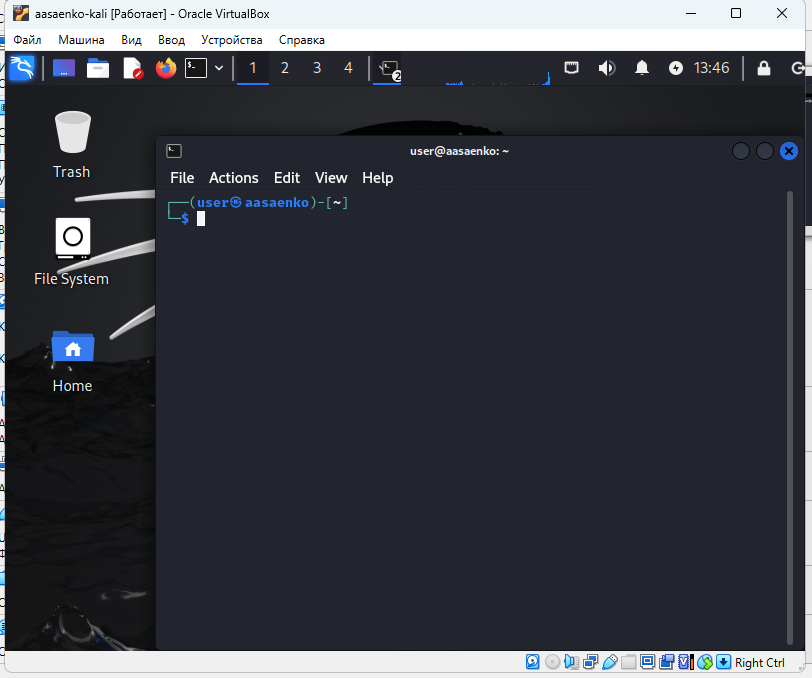 aasaenko-kali [Работает] - Oracle VirtualBox
Файл Машина Вид Ввод Устройства Справка
1 2 3 4 2 13:46
Trash
File System
Home
user@aasaenko: ~
File Actions Edit View Help
┌──(user㉿aasaenko)-[~]
└─$
Right Ctrl